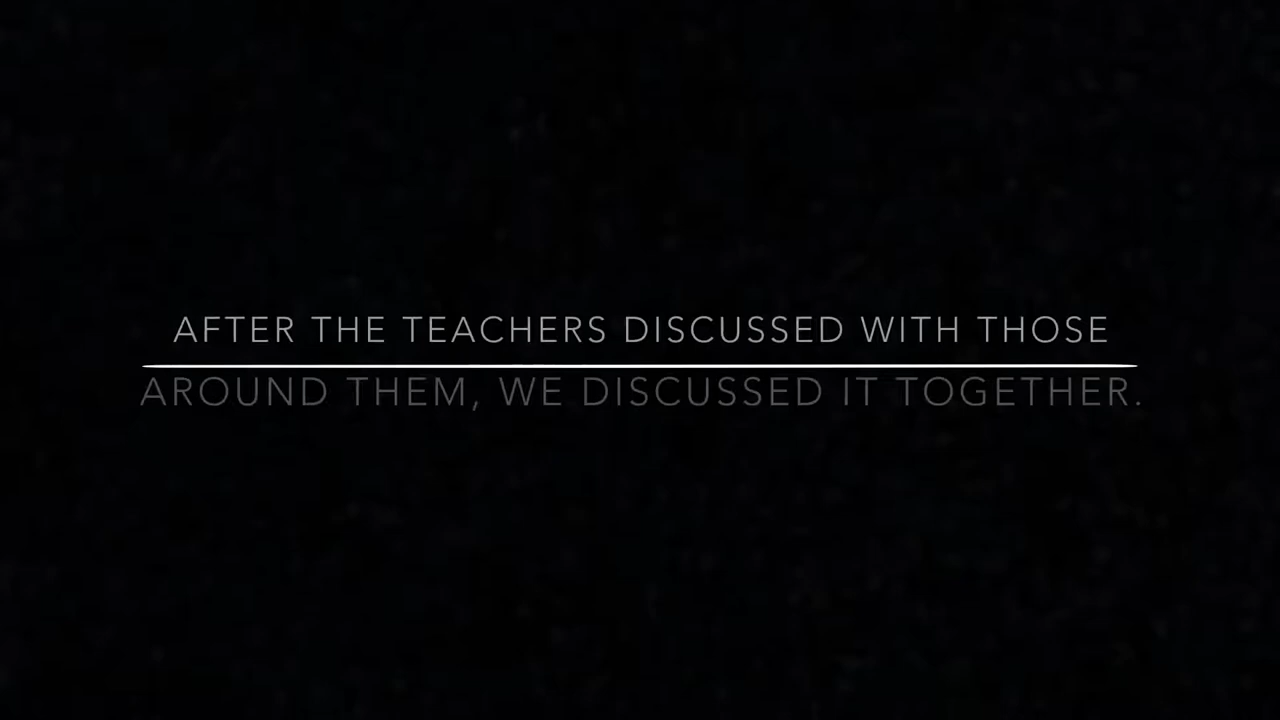 AFTER THE TEACHERS DISCUSSED WITH THOSE
AROUND THEM, WE DISCUSSED IT TOGETHER.